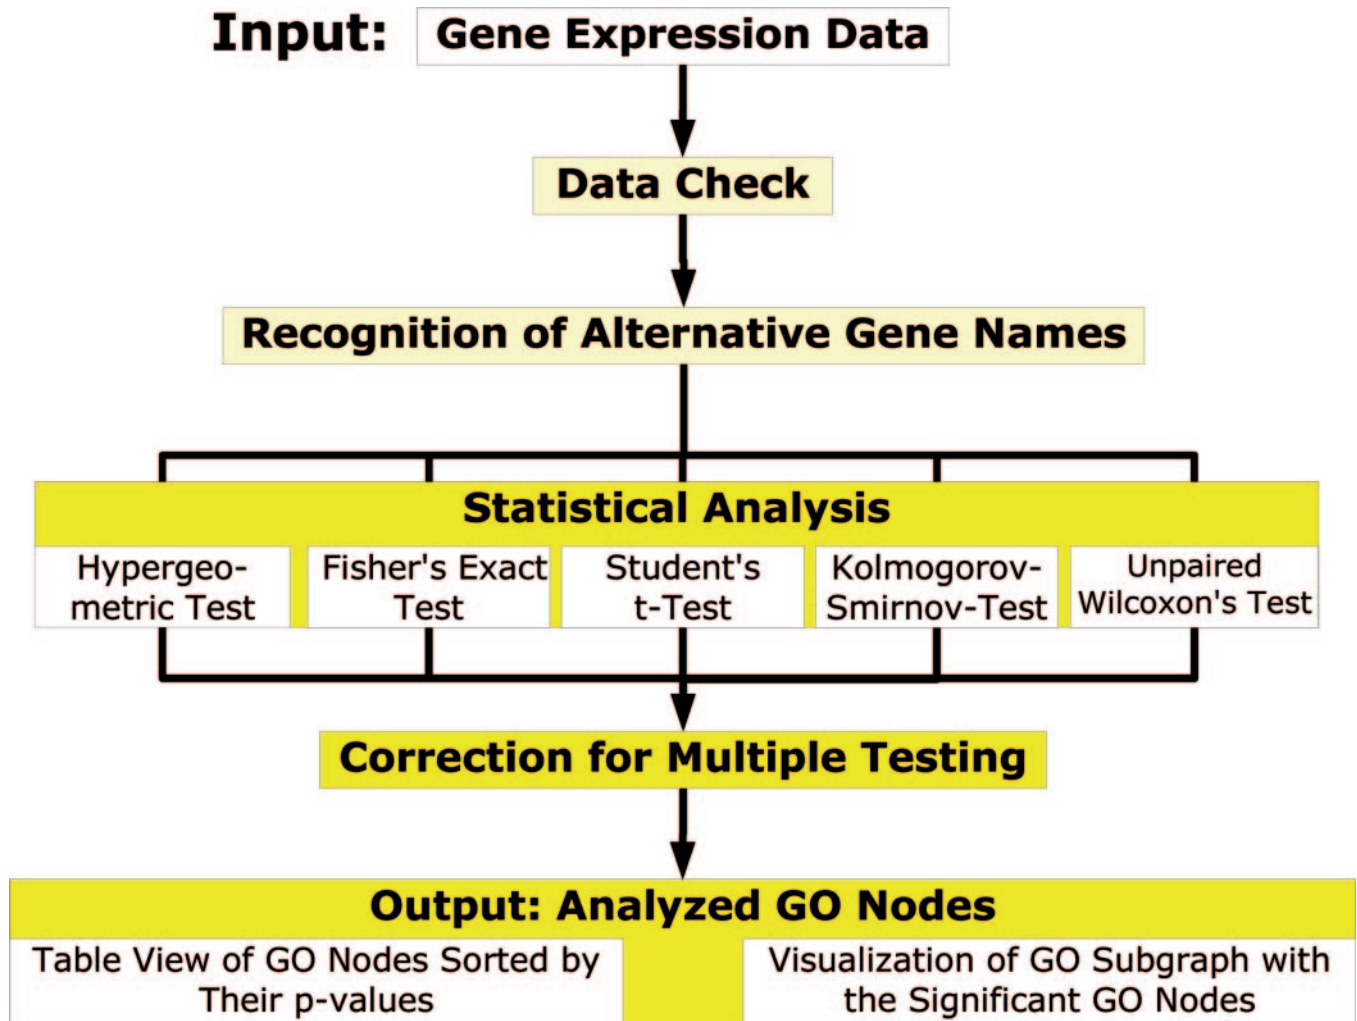 Input: Gene Expression Data
Data Check
Recognition of Alternative Gene Names
Statistical Analysis
Hypergeo-
metric Test
Fisher's Exact
Test
Student's
t-Test
Kolmogorov-
Smirnov-Test
Unpaired
Wilcoxon's Test
Correction for Multiple Testing
Output: Analyzed GO Nodes
Table View of GO Nodes Sorted by
Their p-values
Visualization of GO Subgraph with
the Significant GO Nodes